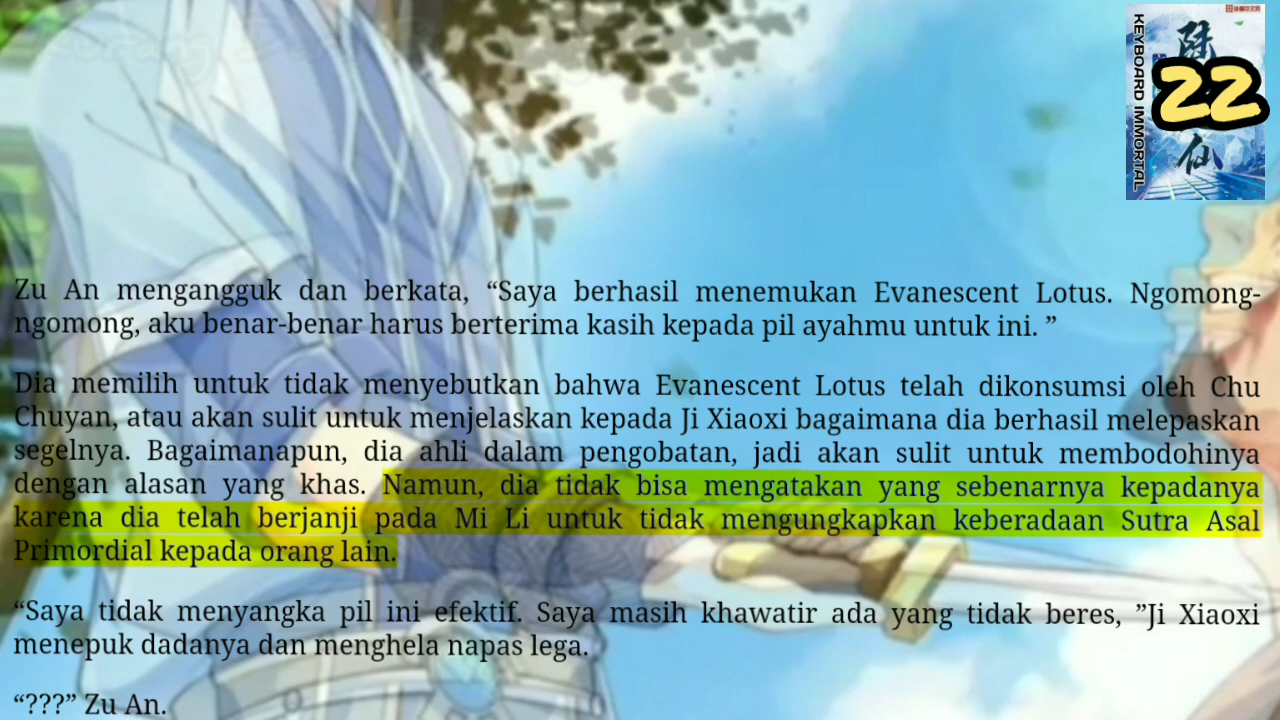 陆
仙
KEYBOARD IMMORTAL
22
Zu An mengangguk dan berkata, “Saya berhasil menemukan Evanescent Lotus. Ngomong-
ngomong, aku benar-benar harus berterima kasih kepada pil ayahmu untuk ini. ”
Dia memilih untuk tidak menyebutkan bahwa Evanescent Lotus telah dikonsumsi oleh Chu
Chuyan, atau akan sulit untuk menjelaskan kepada Ji Xiaoxi bagaimana dia berhasil melepaskan
segelnya. Bagaimanapun, dia ahli dalam pengobatan, jadi akan sulit untuk membodohinya
dengan alasan yang khas. Namun, dia tidak bisa mengatakan yang sebenarnya kepadanya
karena dia telah berjanji pada Mi Li untuk tidak mengungkapkan keberadaan Sutra Asal
Primordial kepada orang lain.
“Saya tidak menyangka pil ini efektif. Saya masih khawatir ada yang tidak beres, ”Ji Xiaoxi
menepuk dadanya dan menghela napas lega.
“???” Zu An.